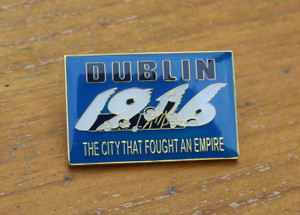 DUBLIN
1916
THE CITY THAT FOUGHT AN EMPIRE